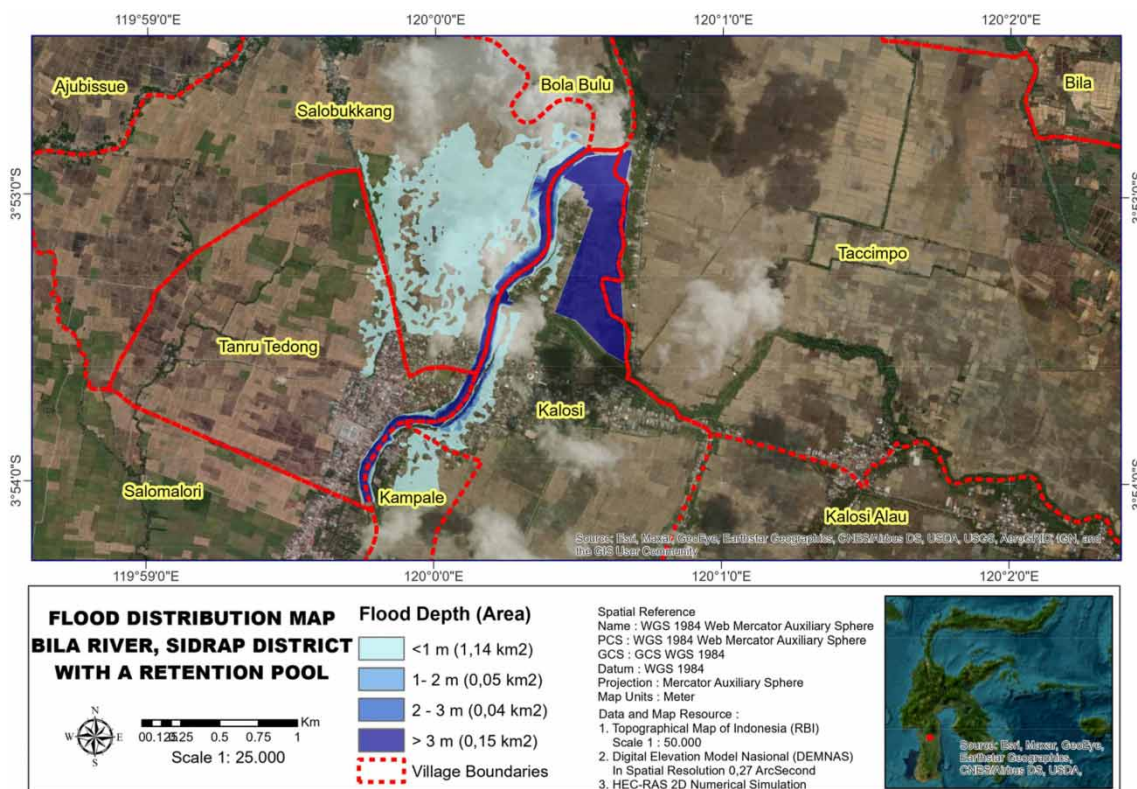 119°59'0"E 120°0'0"E 120°1'0"E 120°2'0"E
Ajubissue
Bola Bulu
Bila
Salobukkang
3°53'0"S
3°53'0"S
Taccimpo
Tanru Tedong
Kalosi
3°54'0"S
3°54'0"S
Salomalori
Kampale
Kalosi Alau
Source: Esri, Maxar, GeoEye, Earthstar Geographics, CNES/Airbus DS, USDA, USGS, AeroGRID, IGN, and
the GIS User Community
119°59'0"E 120°0'0"E 120°1'0"E 120°2'0"E
FLOOD DISTRIBUTION MAP
BILA RIVER, SIDRAP DISTRICT
WITH A RETENTION POOL
N
W E
S
0.5 0.75 1
Km
Scale 1: 25.000
Flood Depth (Area)
<1 m (1,14 km2)
1- 2 m (0,05 km2)
2 - 3 m (0,04 km2)
> 3 m (0,15 km2)
Village Boundaries
Spatial Reference
Name : WGS 1984 Web Mercator Auxiliary Sphere
PCS : WGS 1984 Web Mercator Auxiliary Sphere
GCS : GCS WGS 1984
Datum : WGS 1984
Projection : Mercator Auxiliary Sphere
Map Units : Meter
Data and Map Resource :
1. Topographical Map of Indonesia (RBI)
Scale 1 : 50.000
2. Digital Elevation Model Nasional (DEMNAS)
In Spatial Resolution 0,27 ArcSecond
3. HEC-RAS 2D Numerical Simulation
Source: Esri, Maxar, GeoEye,
Earthstar Geographics,
CNES/Airbus DS, USDA,